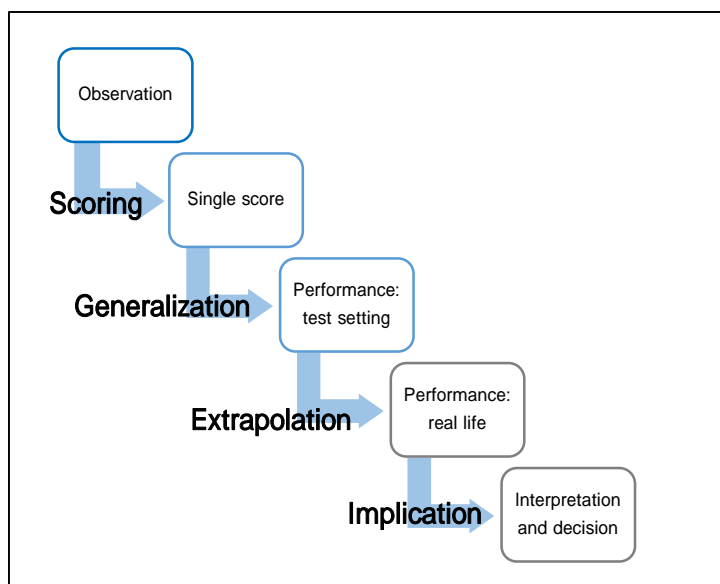 Observation
Scoring
Single score
Generalization
Performance:
test setting
Extrapolation
Performance:
real life
Implication
Interpretation
and decision